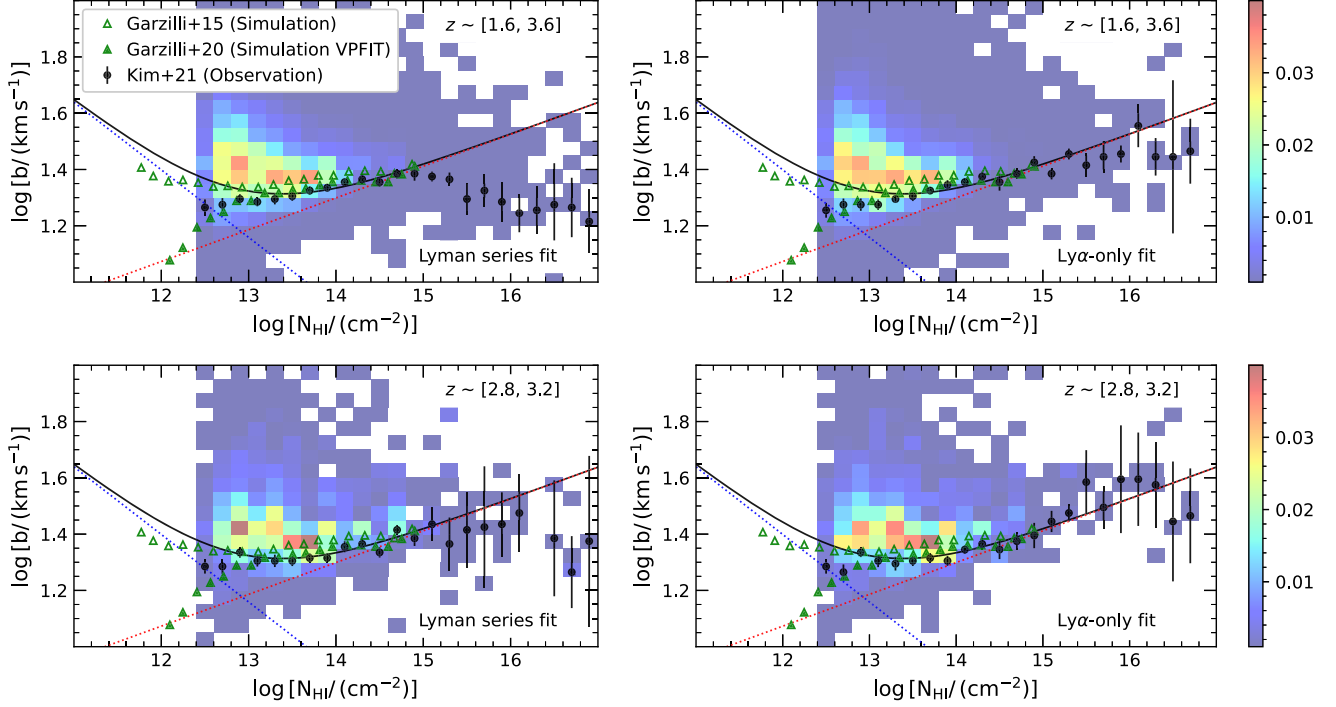 Garzilli+15 (Simulation)
Garzilli+20 (Simulation VPFIT)
Kim+21 (Observation)
z ~ [1.6, 3.6]
1.8
1.6
1.4
1.2
log [b/(km s⁻¹)]
Lyman series fit
12 13 14 15 16
log [N_HI/(cm⁻²)]
z ~ [1.6, 3.6]
1.8
1.6
1.4
1.2
log [b/(km s⁻¹)]
Lyα-only fit
12 13 14 15 16
log [N_HI/(cm⁻²)]
0.03
0.02
0.01
z ~ [2.8, 3.2]
1.8
1.6
1.4
1.2
log [b/(km s⁻¹)]
Lyman series fit
12 13 14 15 16
log [N_HI/(cm⁻²)]
z ~ [2.8, 3.2]
1.8
1.6
1.4
1.2
log [b/(km s⁻¹)]
Lyα-only fit
12 13 14 15 16
log [N_HI/(cm⁻²)]
0.03
0.02
0.01